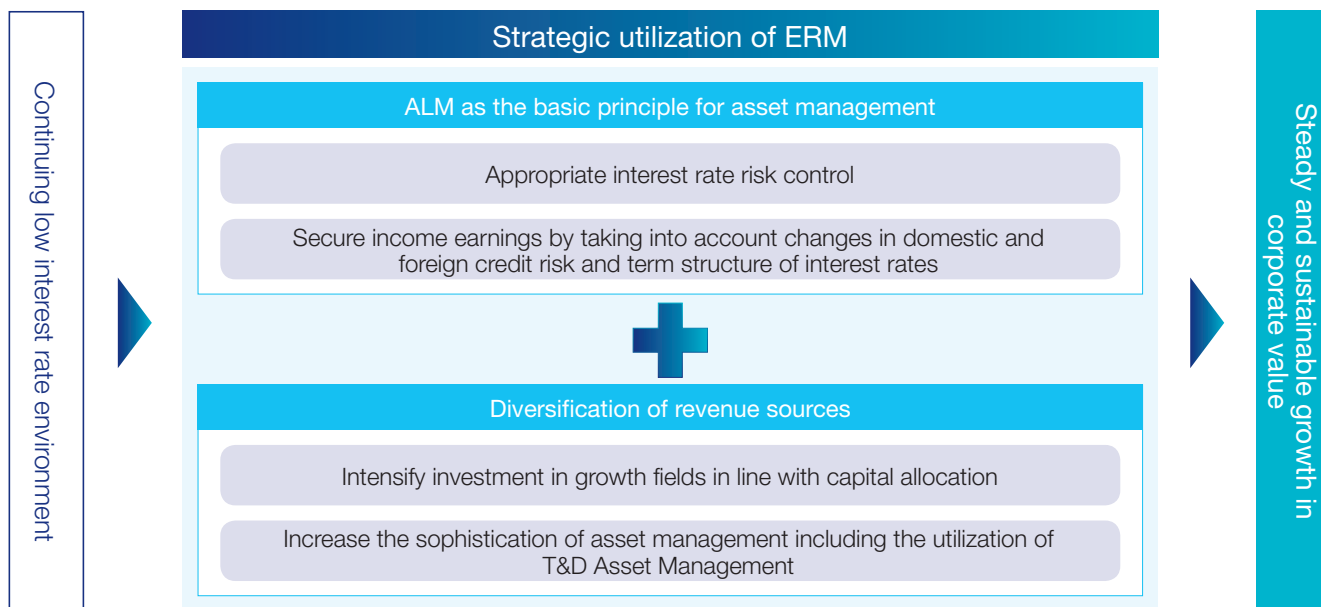 Continuing low interest rate environment
Strategic utilization of ERM
ALM as the basic principle for asset management
Appropriate interest rate risk control
Secure income earnings by taking into account changes in domestic and
foreign credit risk and term structure of interest rates
Diversification of revenue sources
Intensify investment in growth fields in line with capital allocation
Increase the sophistication of asset management including the utilization of
T&D Asset Management
Steady and sustainable growth in
corporate value